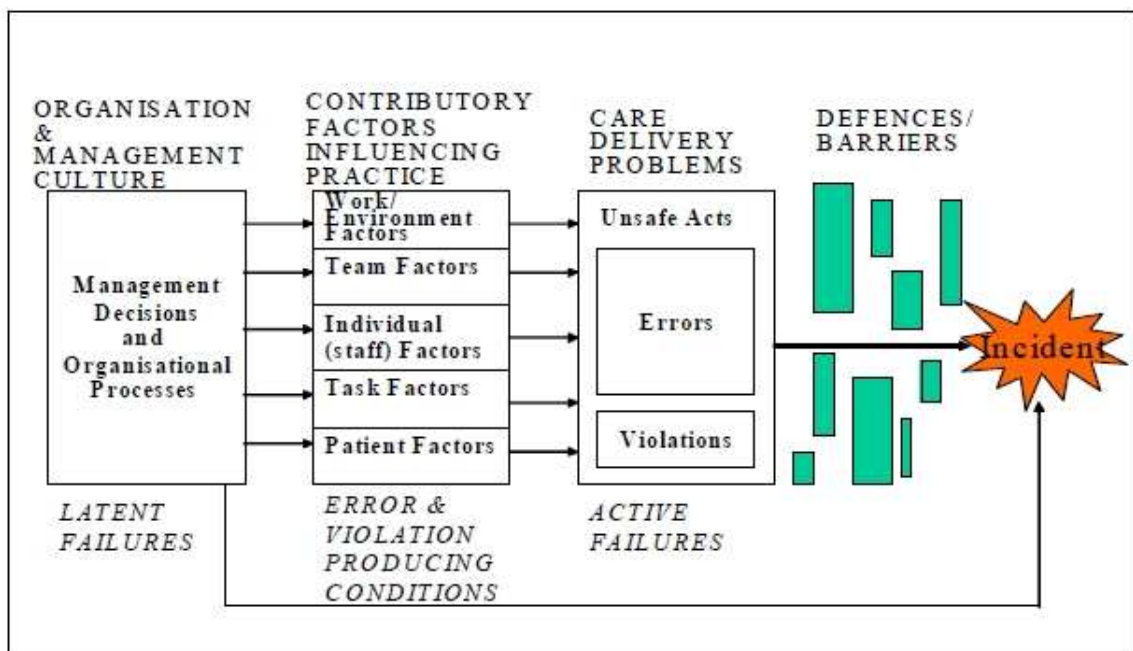 ORGANISATION
&
MANAGEMENT
CULTURE
Management
Decisions
and
Organisational
Processes
LATENT
FAILURES
CONTRIBUTORY
FACTORS
INFLUENCING
PRACTICE
Work/
Environment
Factors
Team Factors
Individual
(staff) Factors
Task Factors
Patient Factors
ERROR &
VIOLATION
PRODUCING
CONDITIONS
CARE
DELIVERY
PROBLEMS
Unsafe Acts
Errors
Violations
ACTIVE
FAILURES
DEFENCES/
BARRIERS
Incident